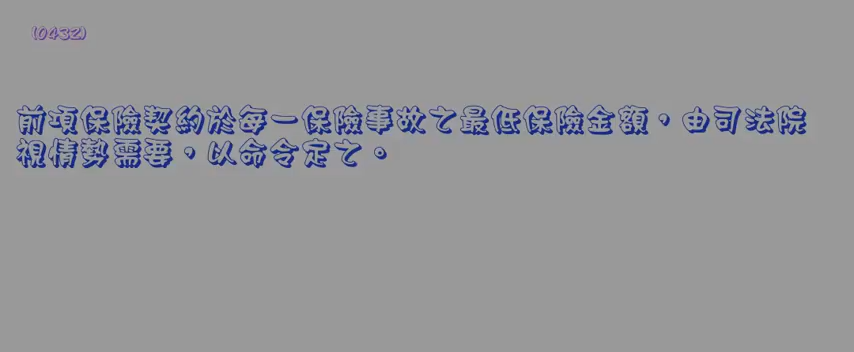 (0432)
前項保險契約於每一保險事故之最低保險金額，由司法院
視情勢需要，以命令定之。